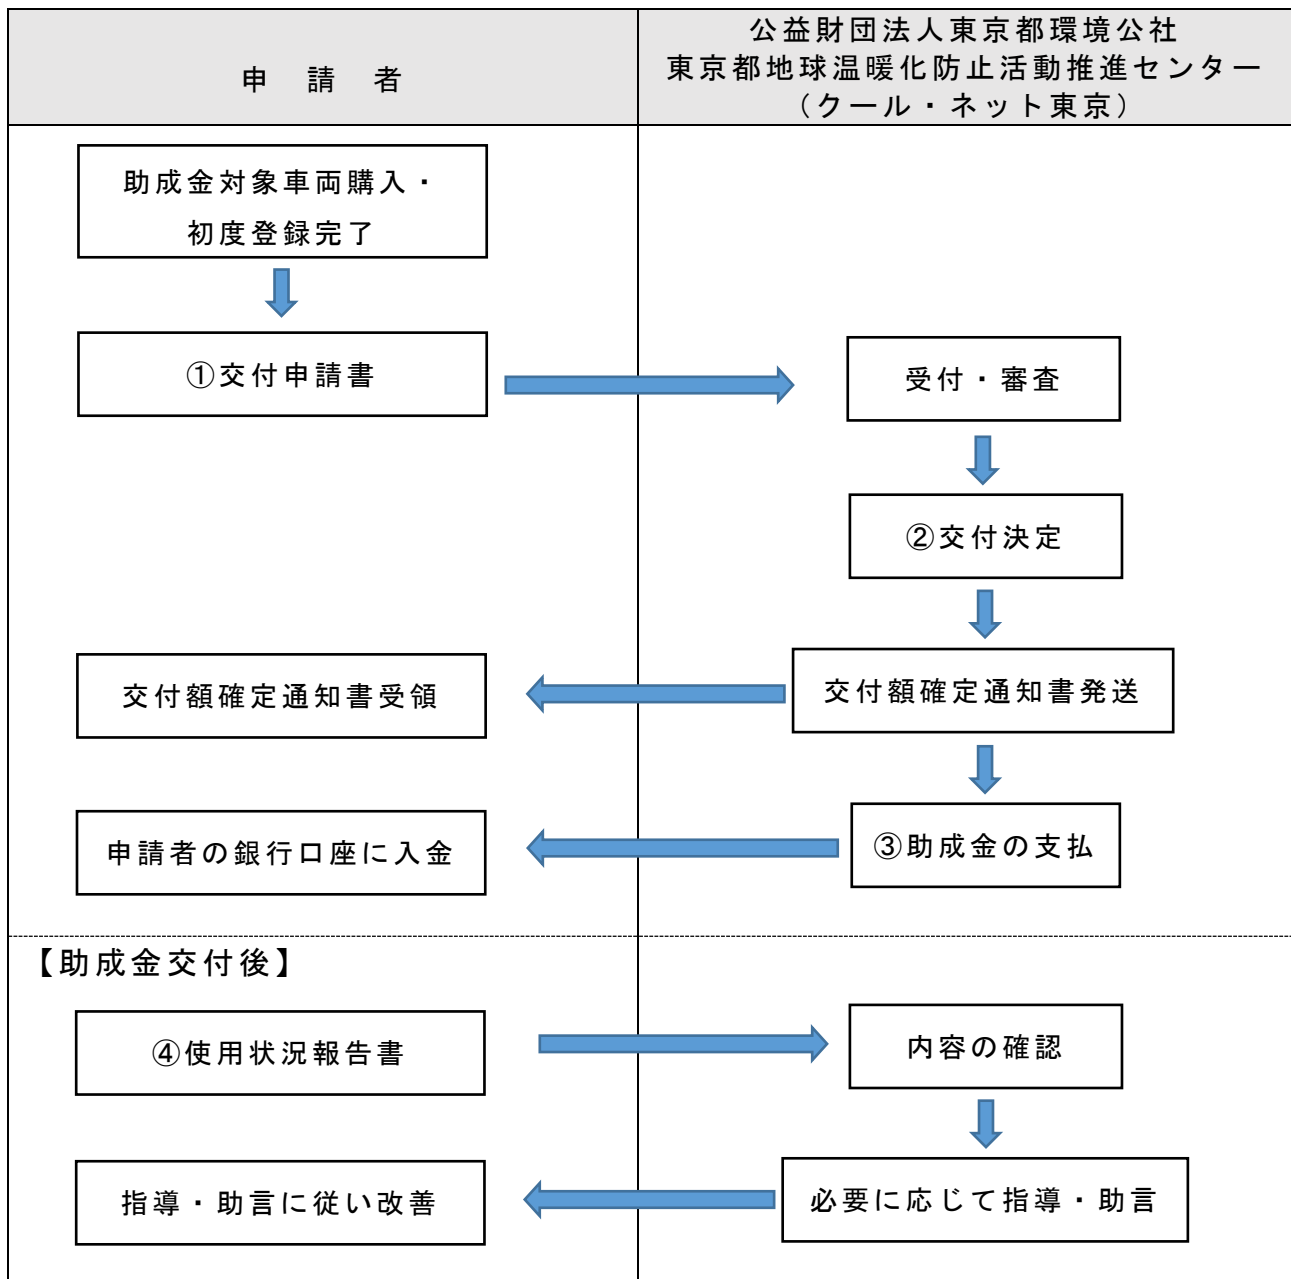 申 請 者
公益財団法人東京都環境公社
東京都地球温暖化防止活動推進センター
（クール・ネット東京）
助成金対象車両購入・
初度登録完了
①交付申請書
受付・審査
②交付決定
交付額確定通知書受領
交付額確定通知書発送
申請者の銀行口座に入金
③助成金の支払
【助成金交付後】
④使用状況報告書
内容の確認
指導・助言に従い改善
必要に応じて指導・助言